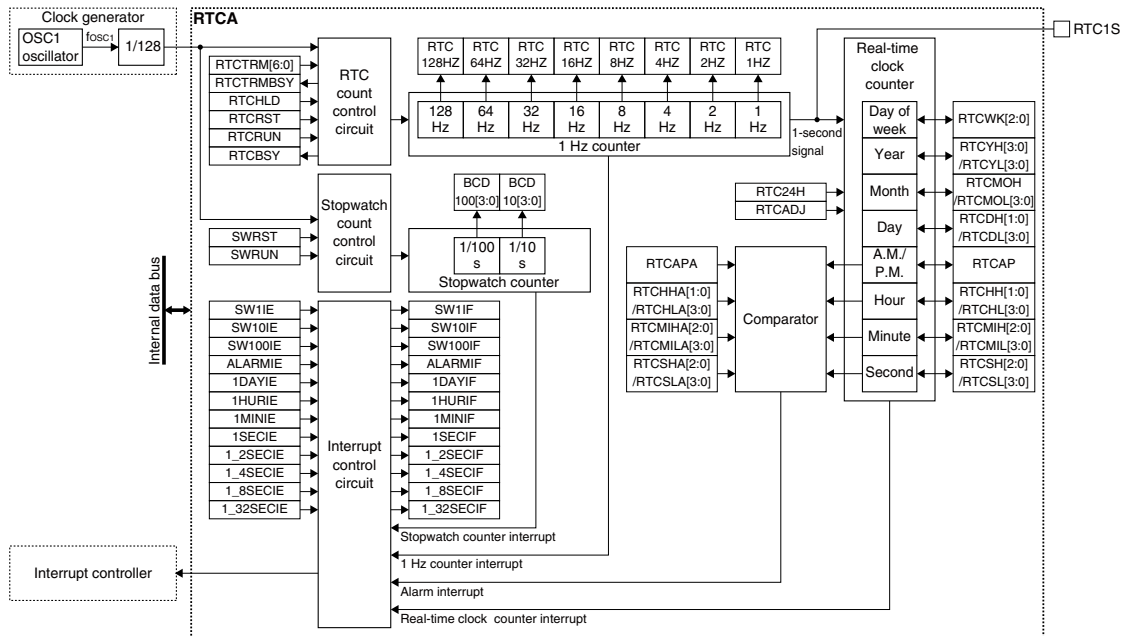 Clock generator
OSC1
oscillator
fOSC1
1/128
RTCA
RTCTRM[6:0]
RTCTRMBSY
RTCHLD
RTCRST
RTCRUN
RTCBSY
RTC
count
control
circuit
RTC
128HZ
RTC
64HZ
RTC
32HZ
RTC
16HZ
RTC
8HZ
RTC
4HZ
RTC
2HZ
RTC
1HZ
128
Hz
64
Hz
32
Hz
16
Hz
8
Hz
4
Hz
2
Hz
1
Hz
1 Hz counter
1-second
signal
RTC1S
Real-time
clock
counter
Day of
week
Year
Month
Day
A.M./
P.M.
Hour
Minute
Second
RTCWK[2:0]
RTCYH[3:0]
/RTCYL[3:0]
RTCMOH
/RTCMOL[3:0]
RTCDH[1:0]
/RTCDL[3:0]
RTCAP
RTCHH[1:0]
/RTCHL[3:0]
RTCMIH[2:0]
/RTCMIL[3:0]
RTCSH[2:0]
/RTCSL[3:0]
RTC24H
RTCADJ
SWRST
SWRUN
Stopwatch
count
control
circuit
BCD
100[3:0]
BCD
10[3:0]
1/100
s
1/10
s
Stopwatch counter
RTCAPA
RTCHHA[1:0]
/RTCHLA[3:0]
RTCMIHA[2:0]
/RTCMILA[3:0]
RTCSHA[2:0]
/RTCSLA[3:0]
Comparator
Internal data bus
SW1IE
SW10IE
SW100IE
ALARMIE
1DAYIE
1HURIE
1MINIE
1SECIE
1_2SECIE
1_4SECIE
1_8SECIE
1_32SECIE
Interrupt
control
circuit
SW1IF
SW10IF
SW100IF
ALARMIF
1DAYIF
1HURIF
1MINIF
1SECIF
1_2SECIF
1_4SECIF
1_8SECIF
1_32SECIF
Stopwatch counter interrupt
1 Hz counter interrupt
Alarm interrupt
Real-time clock counter interrupt
Interrupt controller